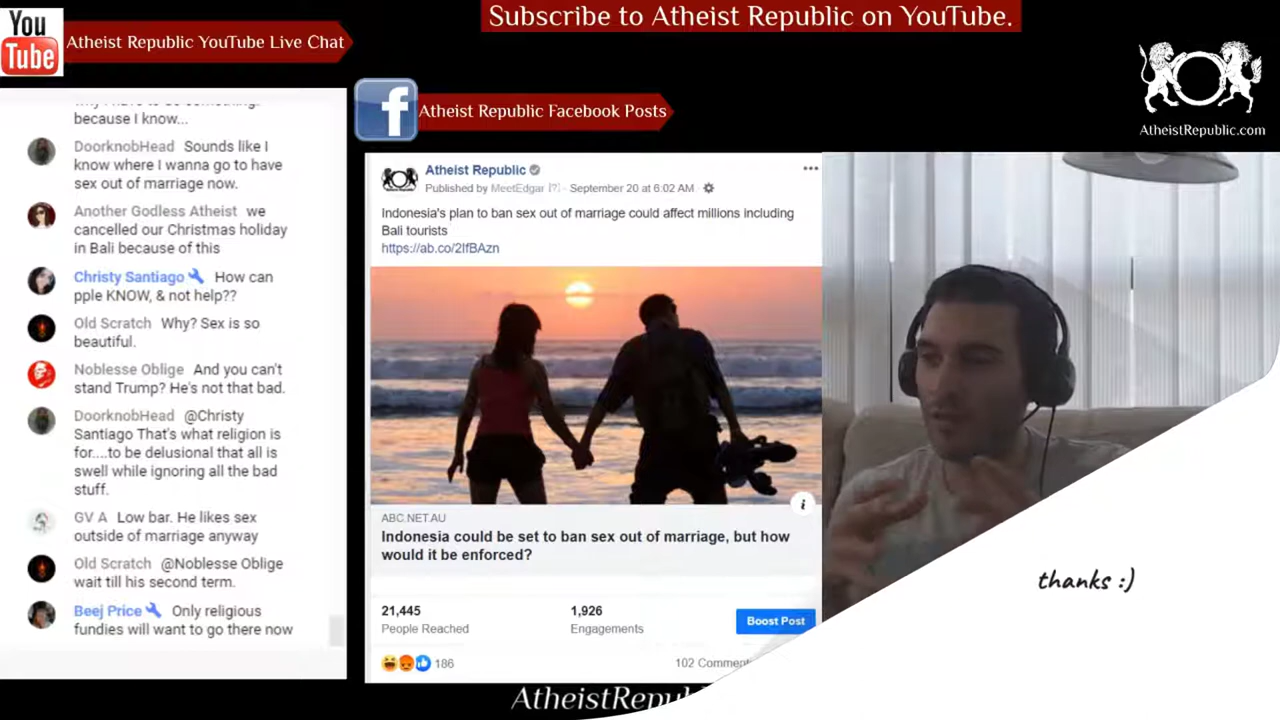 Subscribe to Atheist Republic on YouTube.
You
Tube
Atheist Republic YouTube Live Chat
AtheistRepublic.com
Atheist Republic Facebook Posts
because I know...
DoorknobHead Sounds like I
know where I wanna go to have
sex out of marriage now.
Another Godless Atheist we
cancelled our Christmas holiday
in Bali because of this
Christy Santiago How can
pple KNOW, & not help??
Old Scratch Why? Sex is so
beautiful.
Noblesse Oblige And you can't
stand Trump? He's not that bad.
DoorknobHead @Christy
Santiago That's what religion is
for....to be delusional that all is
swell while ignoring all the bad
stuff.
GV A Low bar. He likes sex
outside of marriage anyway
Old Scratch @Noblesse Oblige
wait till his second term.
Beej Price Only religious
fundies will want to go there now
Atheist Republic
Published by MeetEdgar [?] · September 20 at 6:02 AM ·
Indonesia's plan to ban sex out of marriage could affect millions including
Bali tourists
https://ab.co/2IfBAzn
i
ABC.NET.AU
Indonesia could be set to ban sex out of marriage, but how
would it be enforced?
21,445
People Reached
1,926
Engagements
Boost Post
186
102 Comment
AtheistRepubl
thanks :)